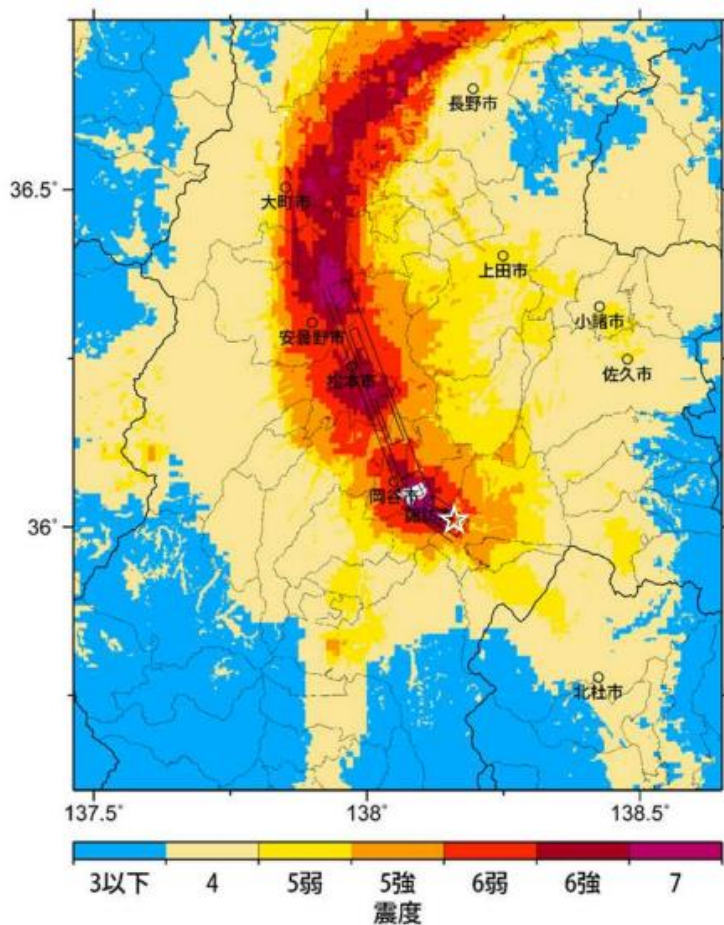 長野市
36.5°
大町市
上田市
小諸市
安曇野市
佐久市
松本市
岡谷市
36°
北杜市
137.5° 138° 138.5°
3以下 4 5弱 5強 6弱 6強 7
震度